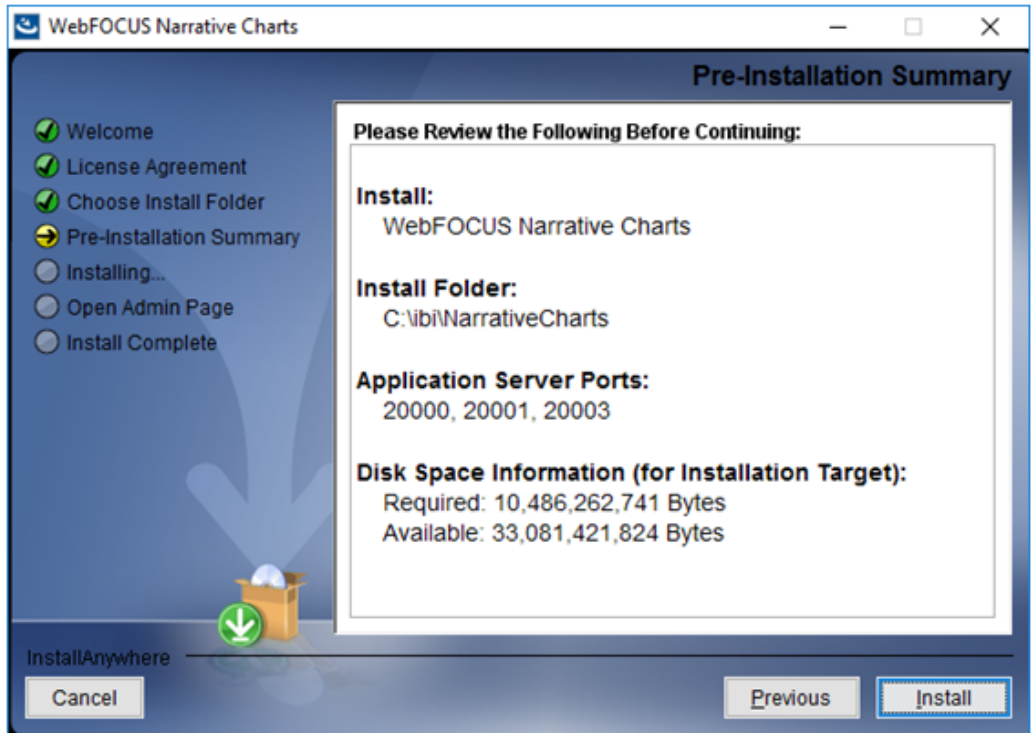 WebFOCUS Narrative Charts
Pre-Installation Summary
Welcome
License Agreement
Choose Install Folder
Pre-Installation Summary
Installing...
Open Admin Page
Install Complete
Please Review the Following Before Continuing:
Install:
WebFOCUS Narrative Charts
Install Folder:
C:\ibi\NarrativeCharts
Application Server Ports:
20000, 20001, 20003
Disk Space Information (for Installation Target):
Required: 10,486,262,741 Bytes
Available: 33,081,421,824 Bytes
InstallAnywhere
Cancel
Previous
Install